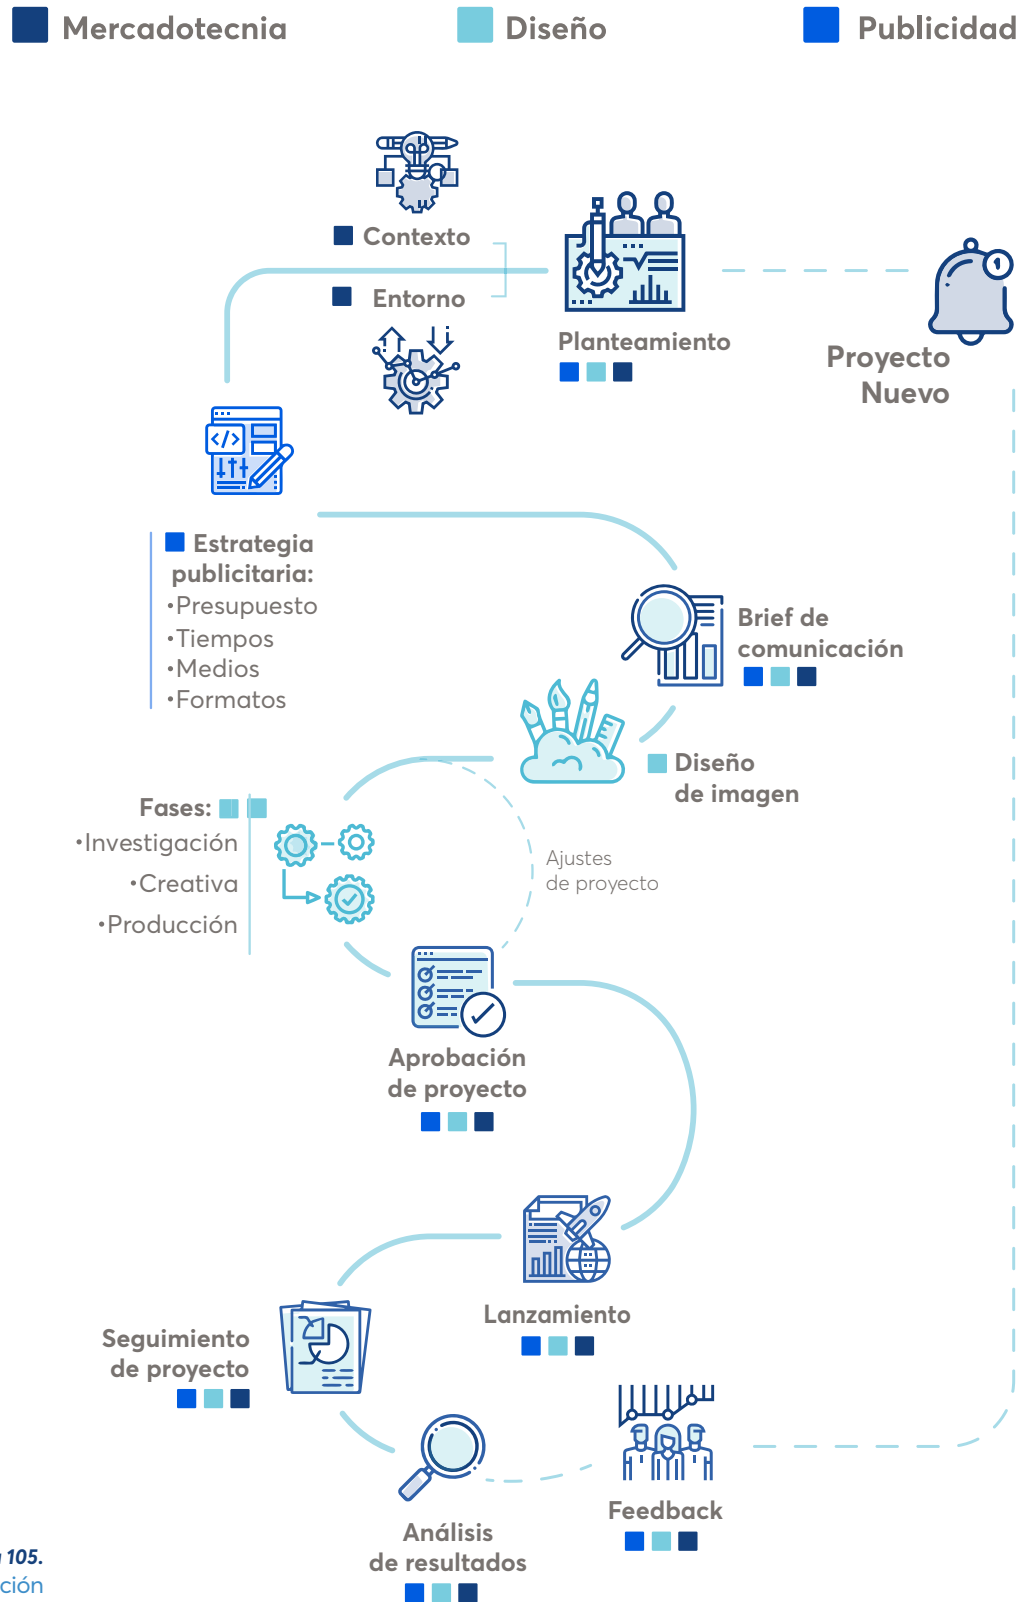 Mercadotecnia
Diseño
Publicidad
Contexto
Entorno
Planteamiento
1
Proyecto
Nuevo
</>
Estrategia
publicitaria:
•Presupuesto
•Tiempos
•Medios
•Formatos
Brief de
comunicación
Diseño
de imagen
Fases:
•Investigación
•Creativa
•Producción
Ajustes
de proyecto
Aprobación
de proyecto
Lanzamiento
Seguimiento
de proyecto
Feedback
Análisis
de resultados
105.
ción